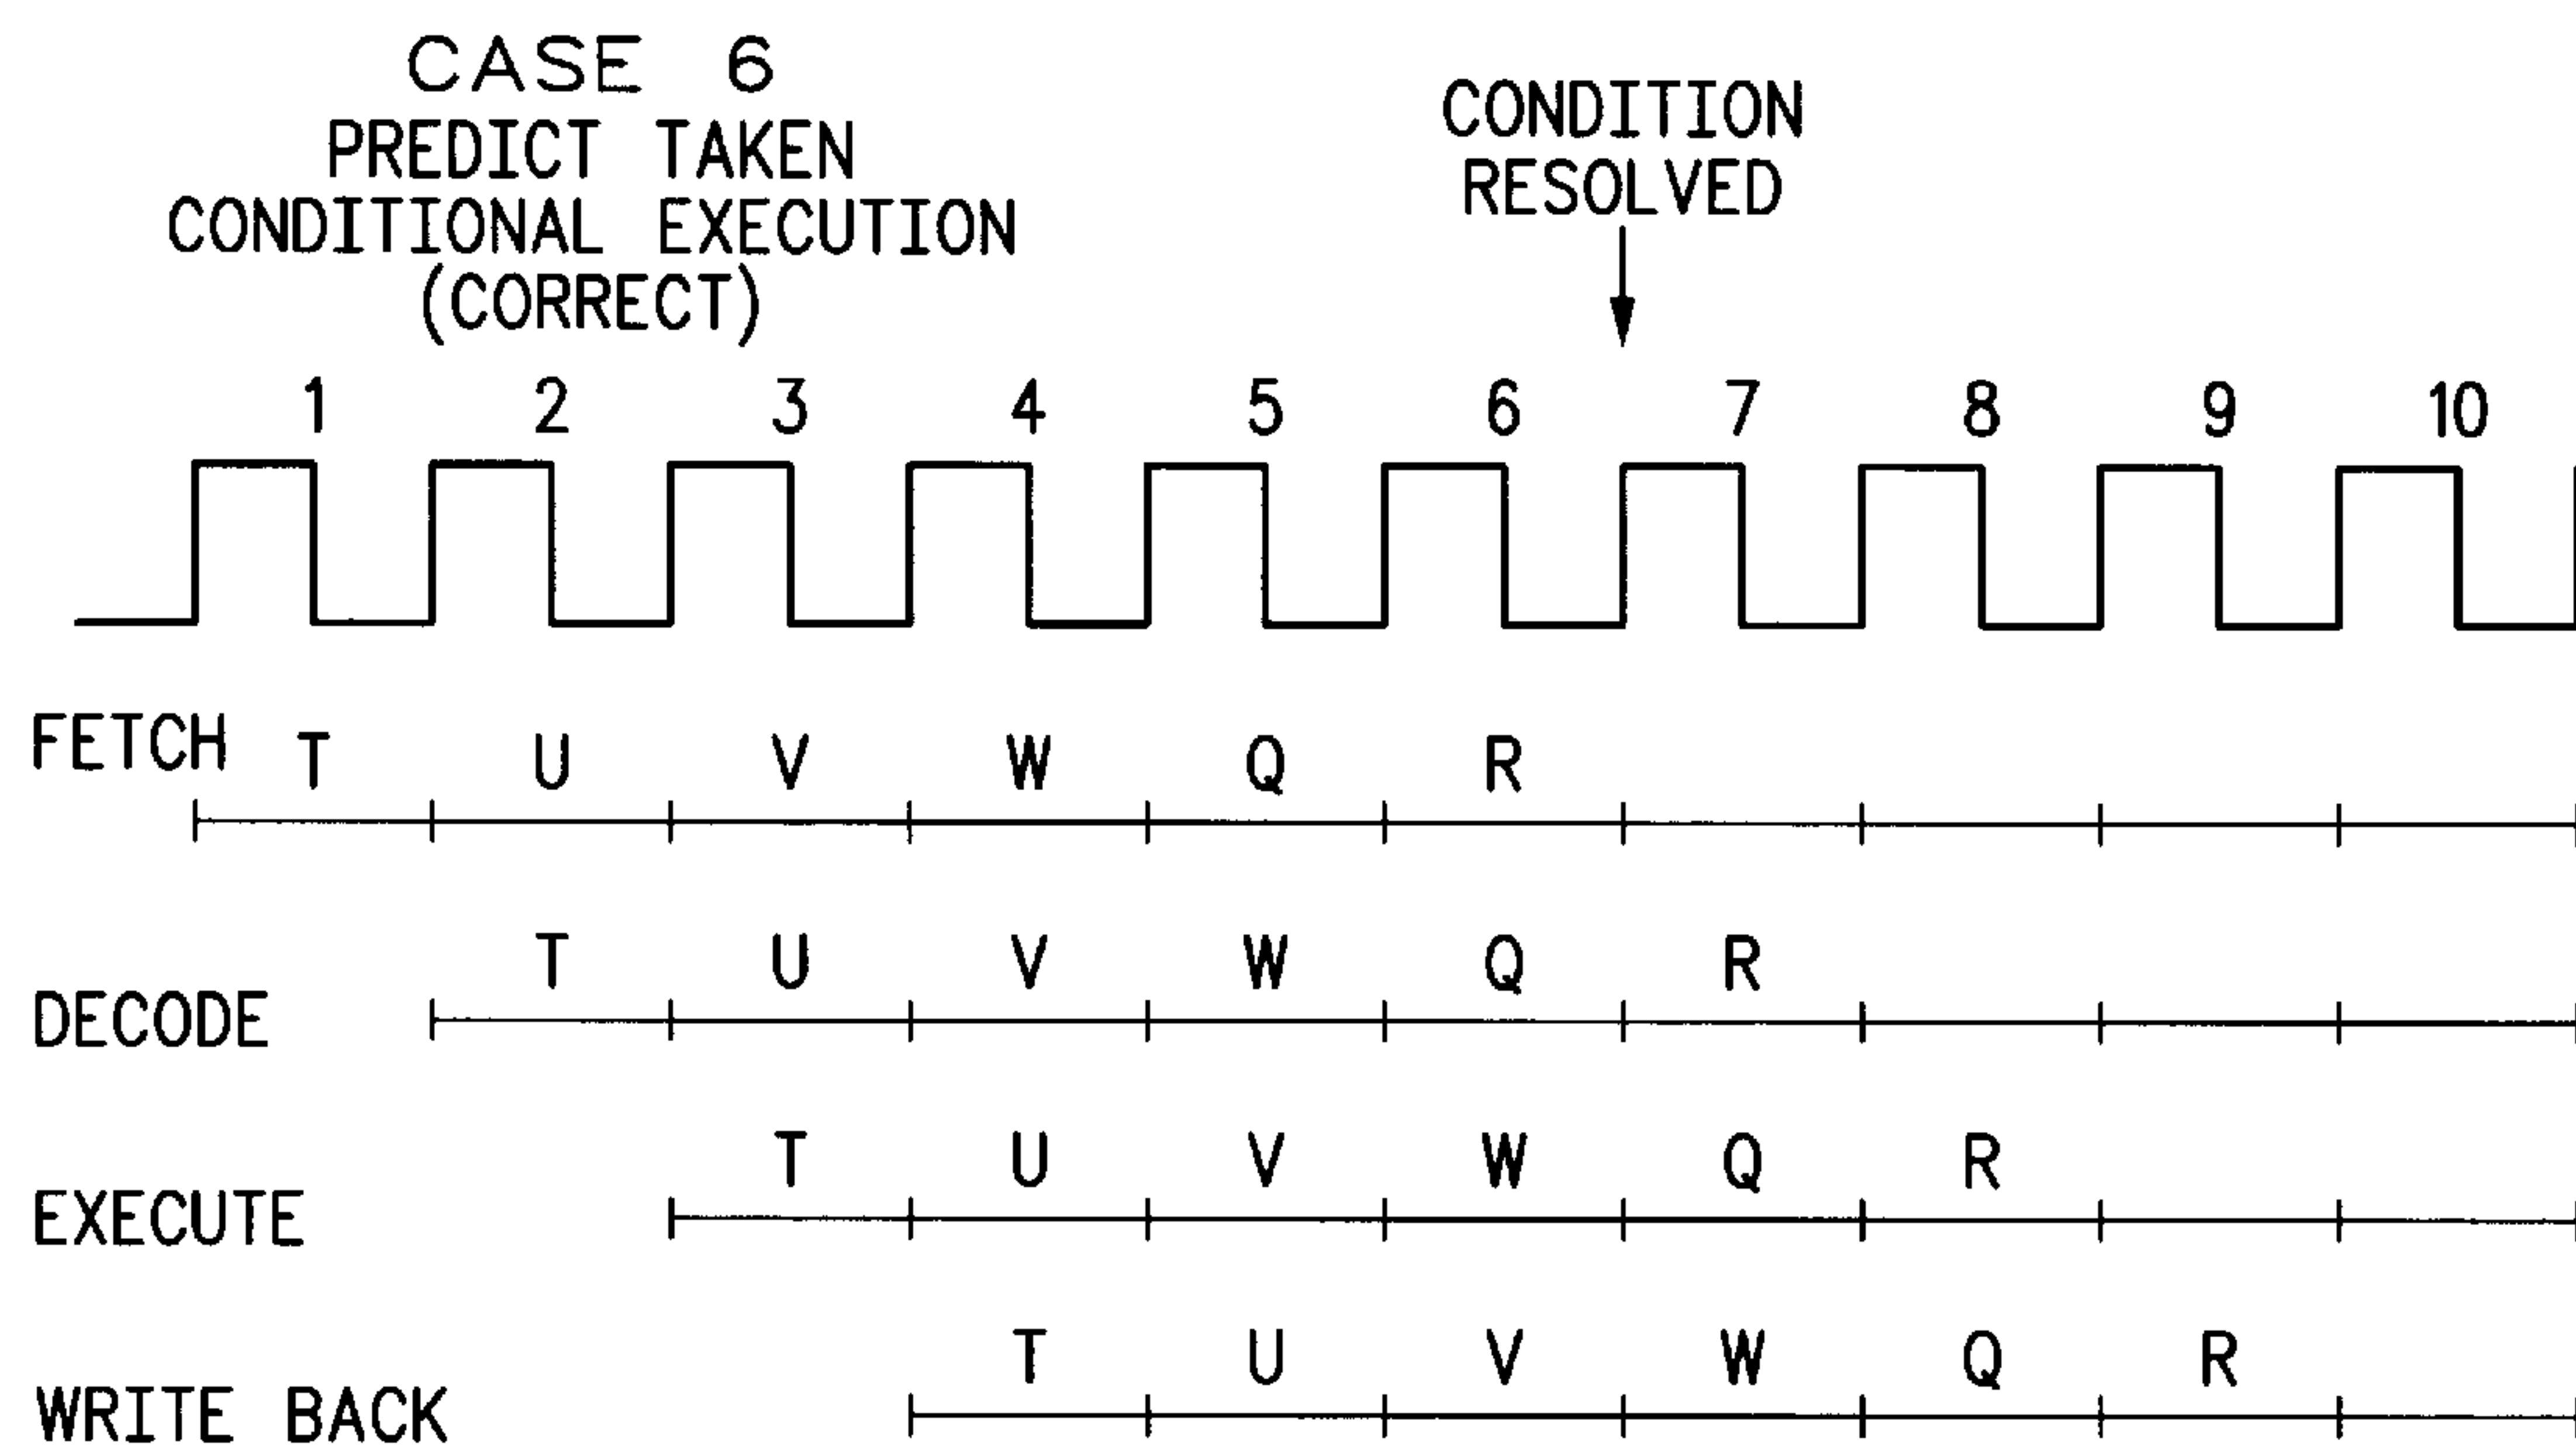 CASE 6
PREDICT TAKEN
CONDITIONAL EXECUTION
(CORRECT)
CONDITION
RESOLVED
1 2 3 4 5 6 7 8 9 10
FETCH T U V W Q R
DECODE T U V W Q R
EXECUTE T U V W Q R
WRITE BACK T U V W Q R